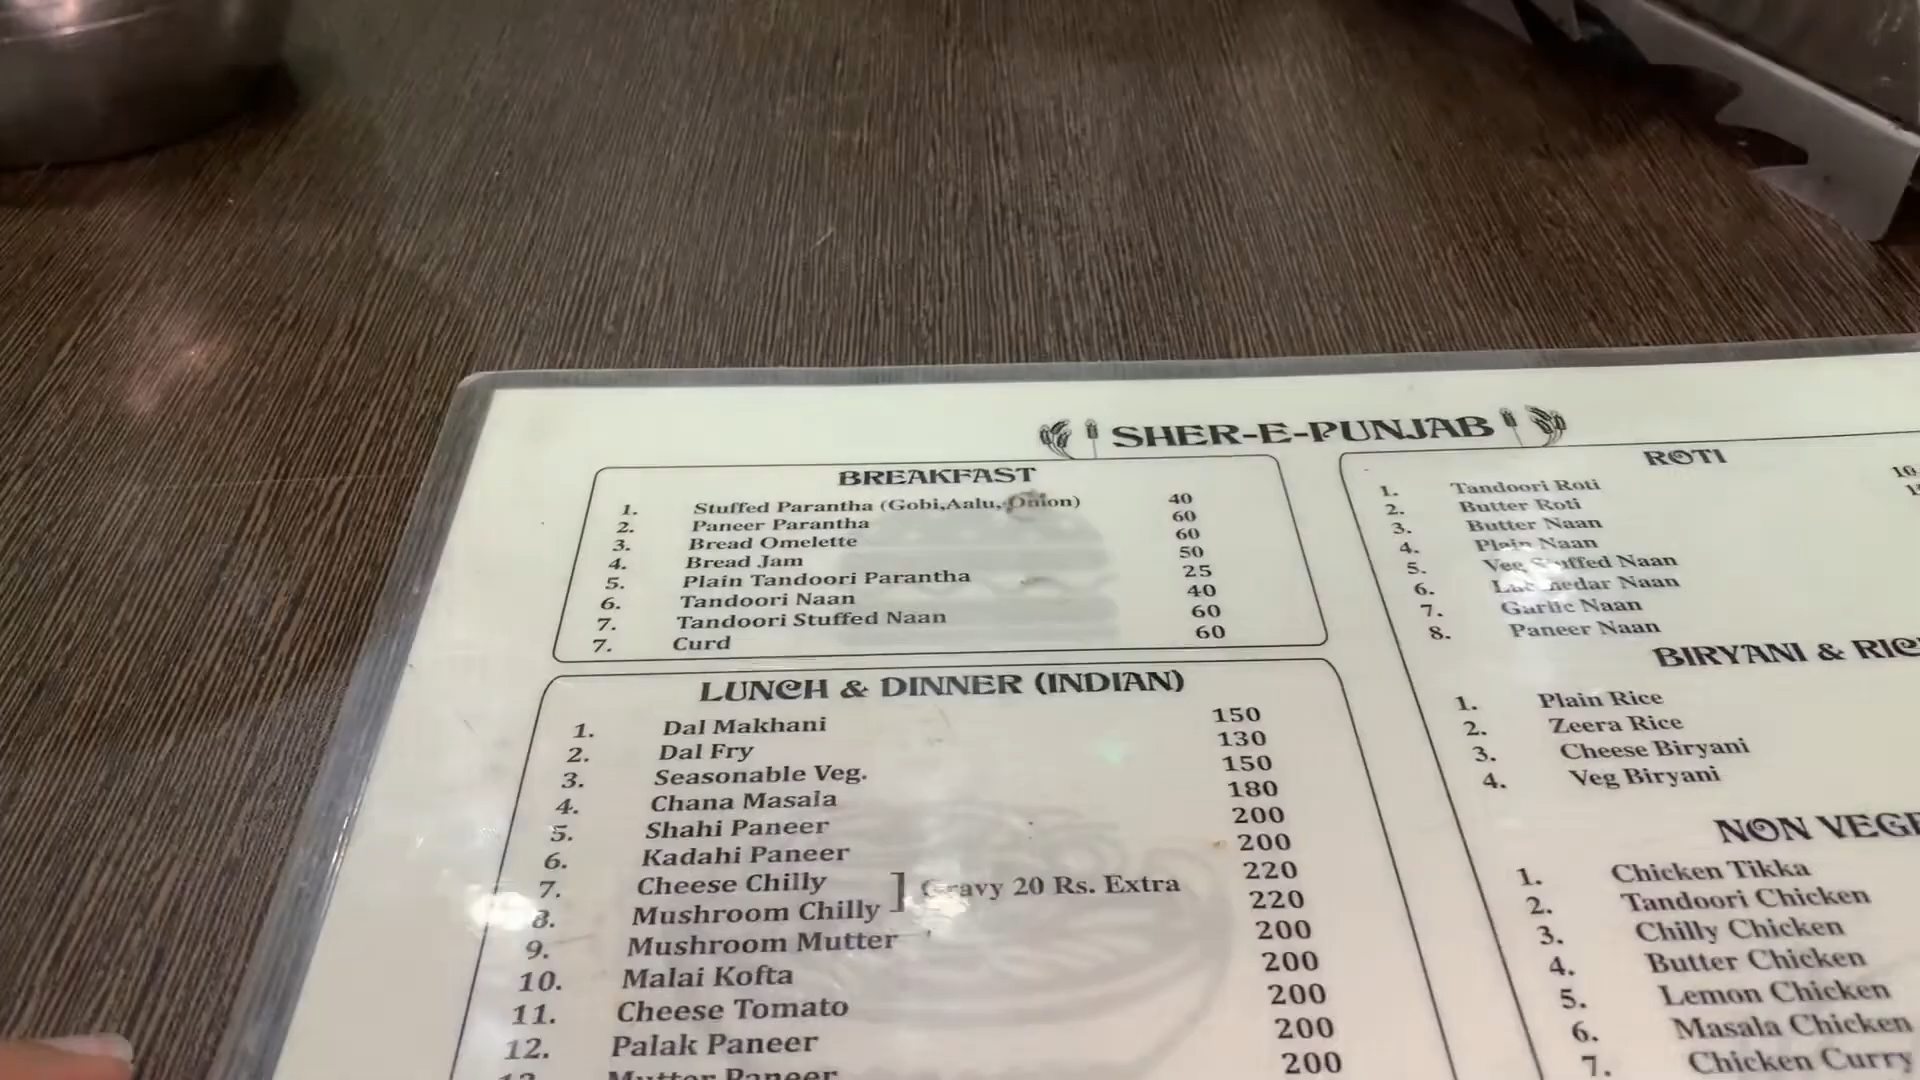 SHER-E-PUNJAB
BREAKFAST
1. Stuffed Parantha (Gobi,Aalu, Onion) 40
2. Paneer Parantha 60
3. Bread Omelette 60
4. Bread Jam 50
5. Plain Tandoori Parantha 25
6. Tandoori Naan 40
7. Tandoori Stuffed Naan 60
7. Curd 60
LUNCH & DINNER (INDIAN)
1. Dal Makhani 150
2. Dal Fry 130
3. Seasonable Veg. 150
4. Chana Masala 180
5. Shahi Paneer 200
6. Kadahi Paneer 200
7. Cheese Chilly 220
] Gravy 20 Rs. Extra
8. Mushroom Chilly 220
9. Mushroom Mutter 200
10. Malai Kofta 200
11. Cheese Tomato 200
12. Palak Paneer 200
13. Mutter Paneer 200
ROTI
1. Tandoori Roti
2. Butter Roti
3. Butter Naan
4. Plain Naan
5. Veg Stuffed Naan
6. Naan
7. Garlic Naan
8. Paneer Naan
BIRYANI &
1. Plain Rice
2. Zeera Rice
3. Cheese Biryani
4. Veg Biryani
NON
1. Chicken Tikka
2. Tandoori Chicken
3. Chilly Chicken
4. Butter Chicken
5. Lemon Chicken
6. Masala Chicken
7. Chicken Curry